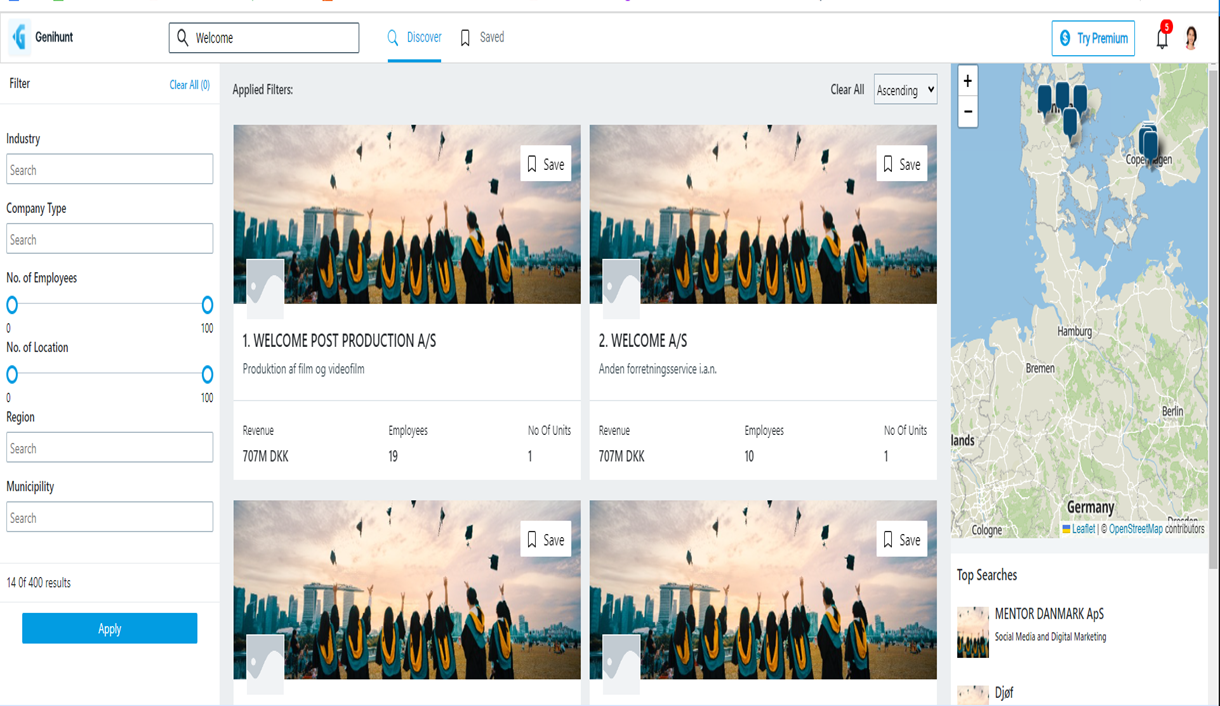 Genihunt
Welcome
Discover
Saved
Try Premium
5
Filter
Clear All (0)
Industry
Search
Company Type
Search
No. of Employees
0
100
No. of Location
0
100
Region
Search
Municipility
Search
14 0f 400 results
Apply
Applied Filters:
Clear All
Ascending
Save
1. WELCOME POST PRODUCTION A/S
Produktion af film og videofilm
Revenue
Employees
No Of Units
707M DKK
19
1
Save
2. WELCOME A/S
Anden forretningsservice i.a.n.
Revenue
Employees
No Of Units
707M DKK
10
1
Save
Save
+
−
Copenhagen
Hamburg
Bremen
Berlin
lands
Germany
Cologne
Dresden
Leaflet | © OpenStreetMap contributors
Top Searches
MENTOR DANMARK ApS
Social Media and Digital Marketing
Djøf